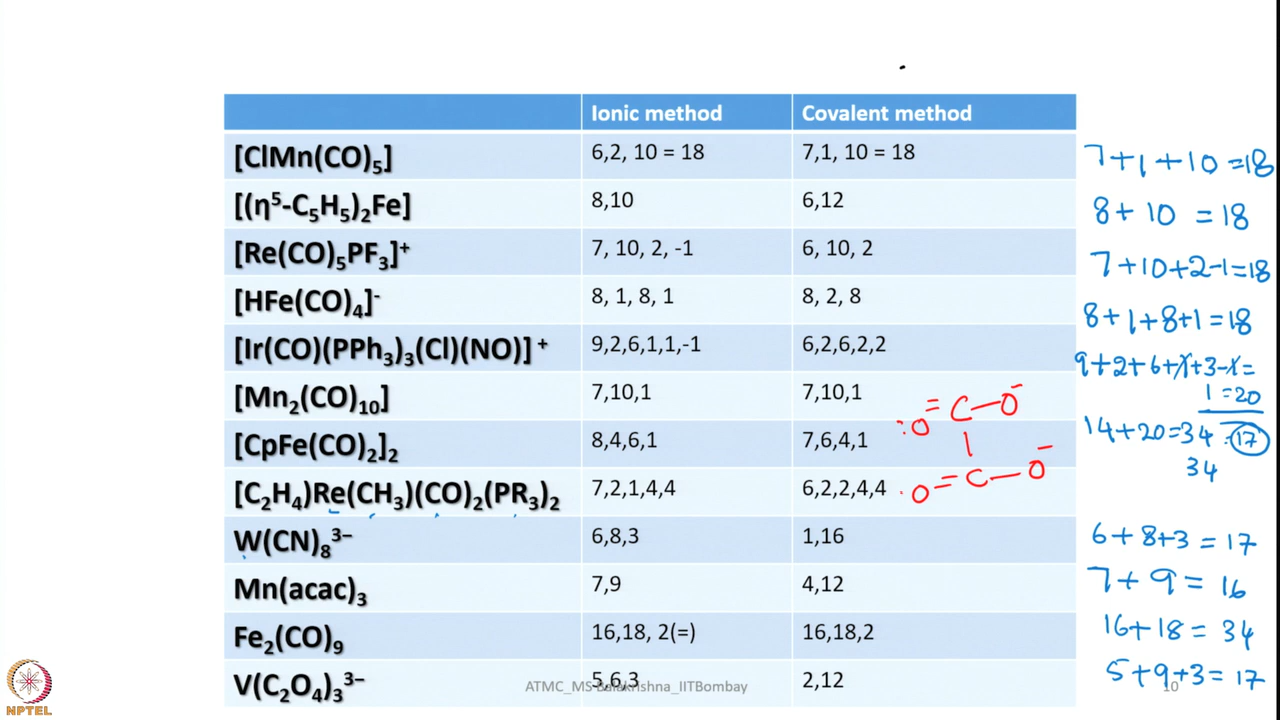 Ionic method Covalent method
[ClMn(CO)₅] 6,2, 10 = 18 7,1, 10 = 18 7+1+10=18
[(η⁵-C₅H₅)₂Fe] 8,10 6,12 8+10 =18
[Re(CO)₅PF₃]⁺ 7, 10, 2, -1 6, 10, 2 7+10+2-1=18
[HFe(CO)₄]⁻ 8, 1, 8, 1 8, 2, 8 8+1+8+1=18
[Ir(CO)(PPh₃)₃(Cl)(NO)]⁺ 9,2,6,1,1,-1 6,2,6,2,2 9+2+6+1+3-1=
1=20
[Mn₂(CO)₁₀] 7,10,1 7,10,1 14+20=34 =17
[CpFe(CO)₂]₂ 8,4,6,1 7,6,4,1 34
:O=C-O⁻
:O=C-O⁻
[C₂H₄)Re(CH₃)(CO)₂(PR₃)₂ 7,2,1,4,4 6,2,2,4,4
W(CN)₈³⁻ 6,8,3 1,16 6+8+3=17
Mn(acac)₃ 7,9 4,12 7+9=16
Fe₂(CO)₉ 16,18, 2(=) 16,18,2 16+18=34
V(C₂O₄)₃³⁻ 5,6,3 2,12 5+9+3=17
ATMC_MS Balakrishna_IITBombay 10
NPTEL